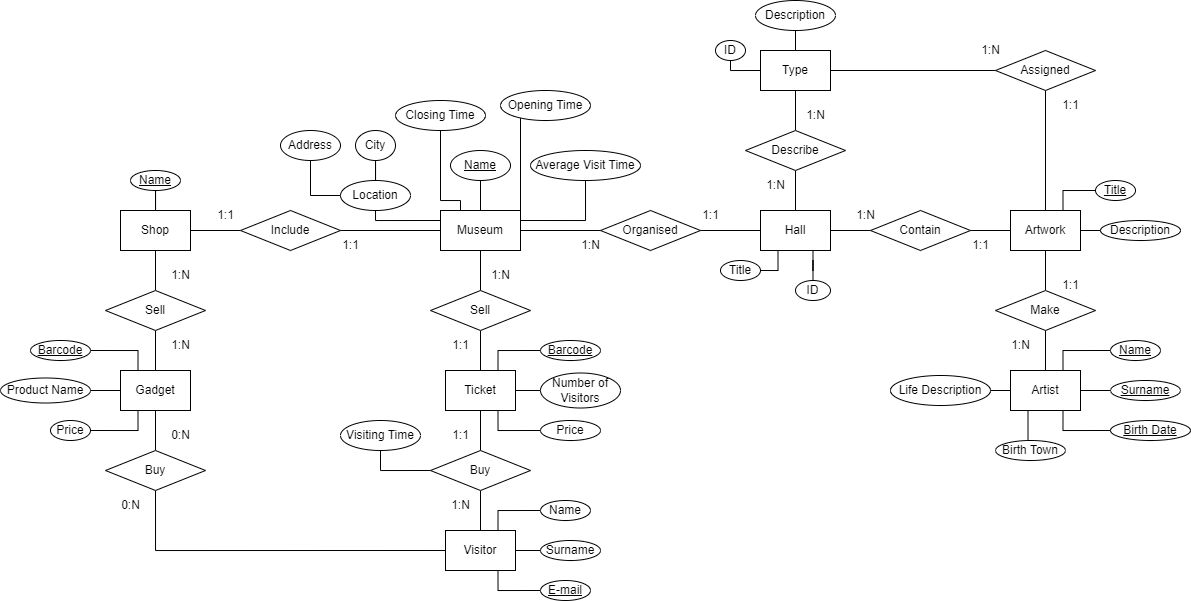 Description
ID
Type
1:N
Assigned
1:1
1:N
Describe
1:N
Closing Time
Opening Time
Address
City
Name
Average Visit Time
Location
Name
Shop
1:1
Include
1:1
Museum
1:N
Organised
1:1
Hall
1:N
Contain
1:1
Artwork
Title
Description
Title
ID
1:N
Sell
1:N
1:N
Sell
1:1
1:1
Make
1:N
Barcode
Product Name
Price
Gadget
Barcode
Ticket
Number of
Visitors
Price
Life Description
Artist
Name
Surname
Birth Date
Birth Town
0:N
Buy
0:N
Visiting Time
1:1
Buy
1:N
Visitor
Name
Surname
E-mail